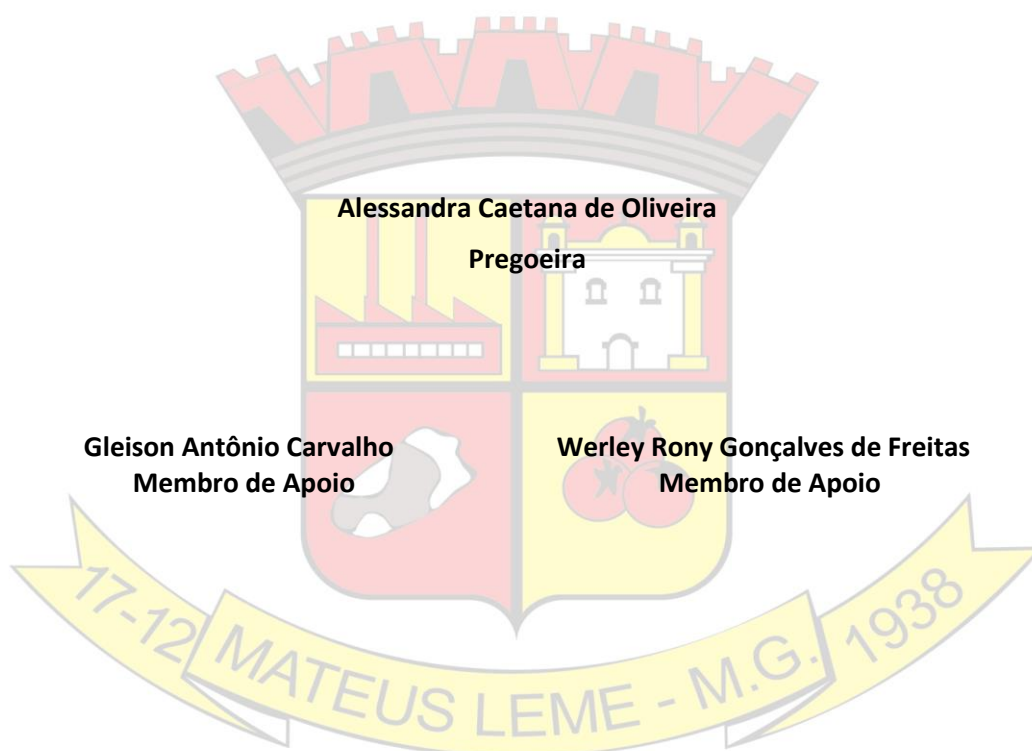 Alessandra Caetana de Oliveira
Pregoeira
Gleison Antônio Carvalho
Membro de Apoio
Werley Rony Gonçalves de Freitas
Membro de Apoio
17-12 MATEUS LEME - M.G. 1938